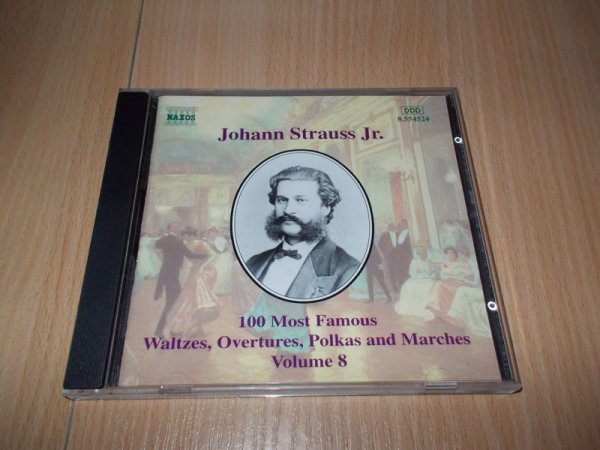 NAXOS
DDD
8.554524
Johann Strauss Jr.
100 Most Famous
Waltzes, Overtures, Polkas and Marches
Volume 8